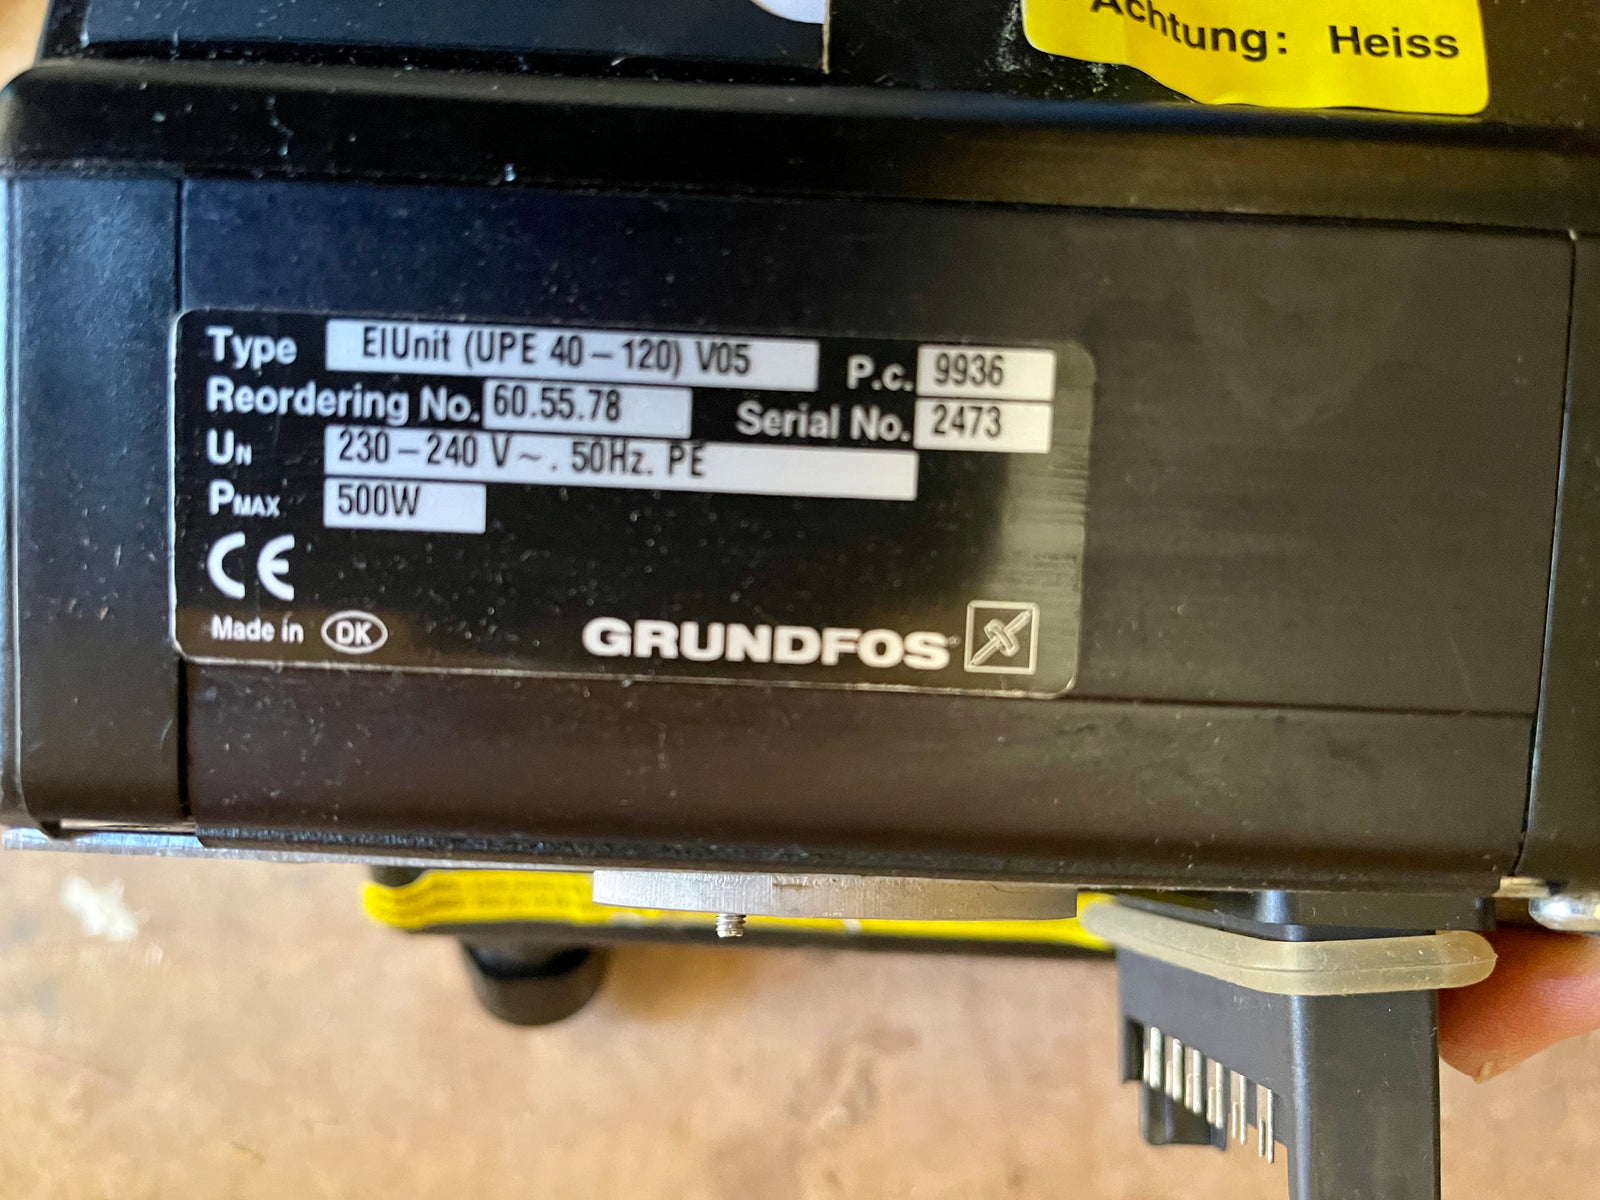 Achtung: Heiss
Type ElUnit (UPE 40-120) V05 P.c. 9936
Reordering No. 60.55.78 Serial No. 2473
UN 230-240 V ~. 50Hz. PE
PMAX 500W
CE
Made in DK
GRUNDFOS